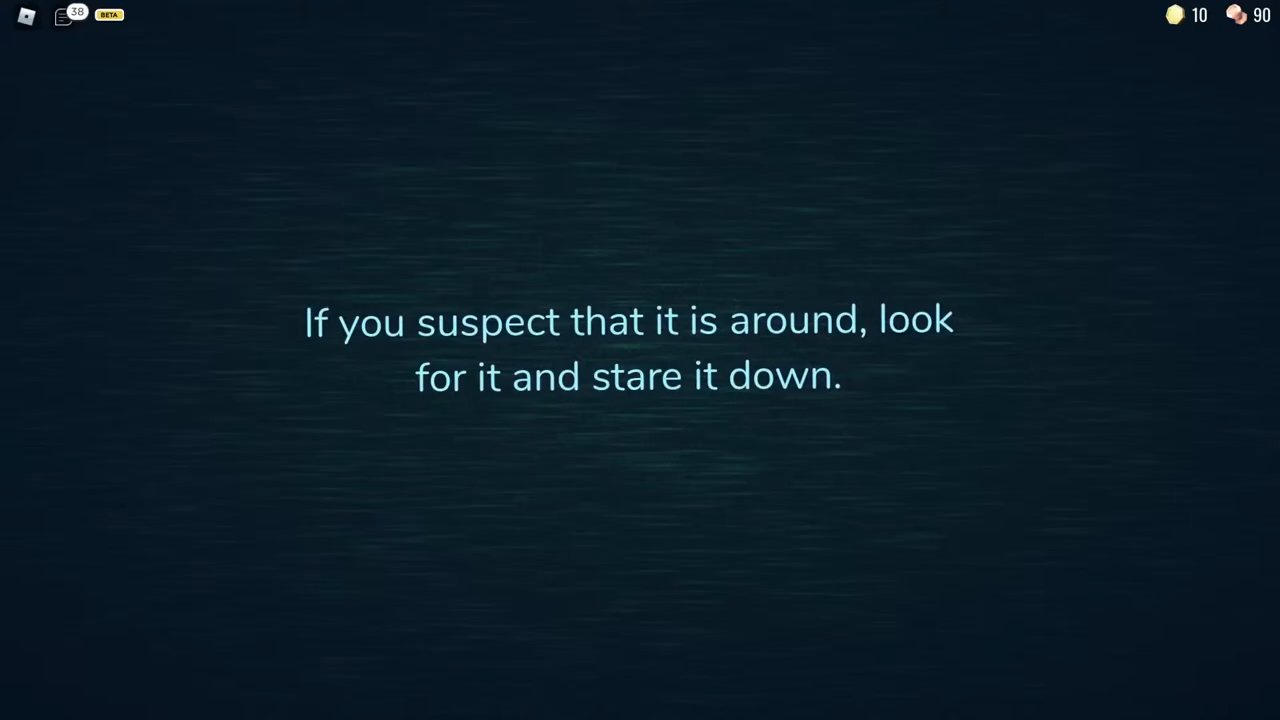 38 BETA 10 90
If you suspect that it is around, look
for it and stare it down.